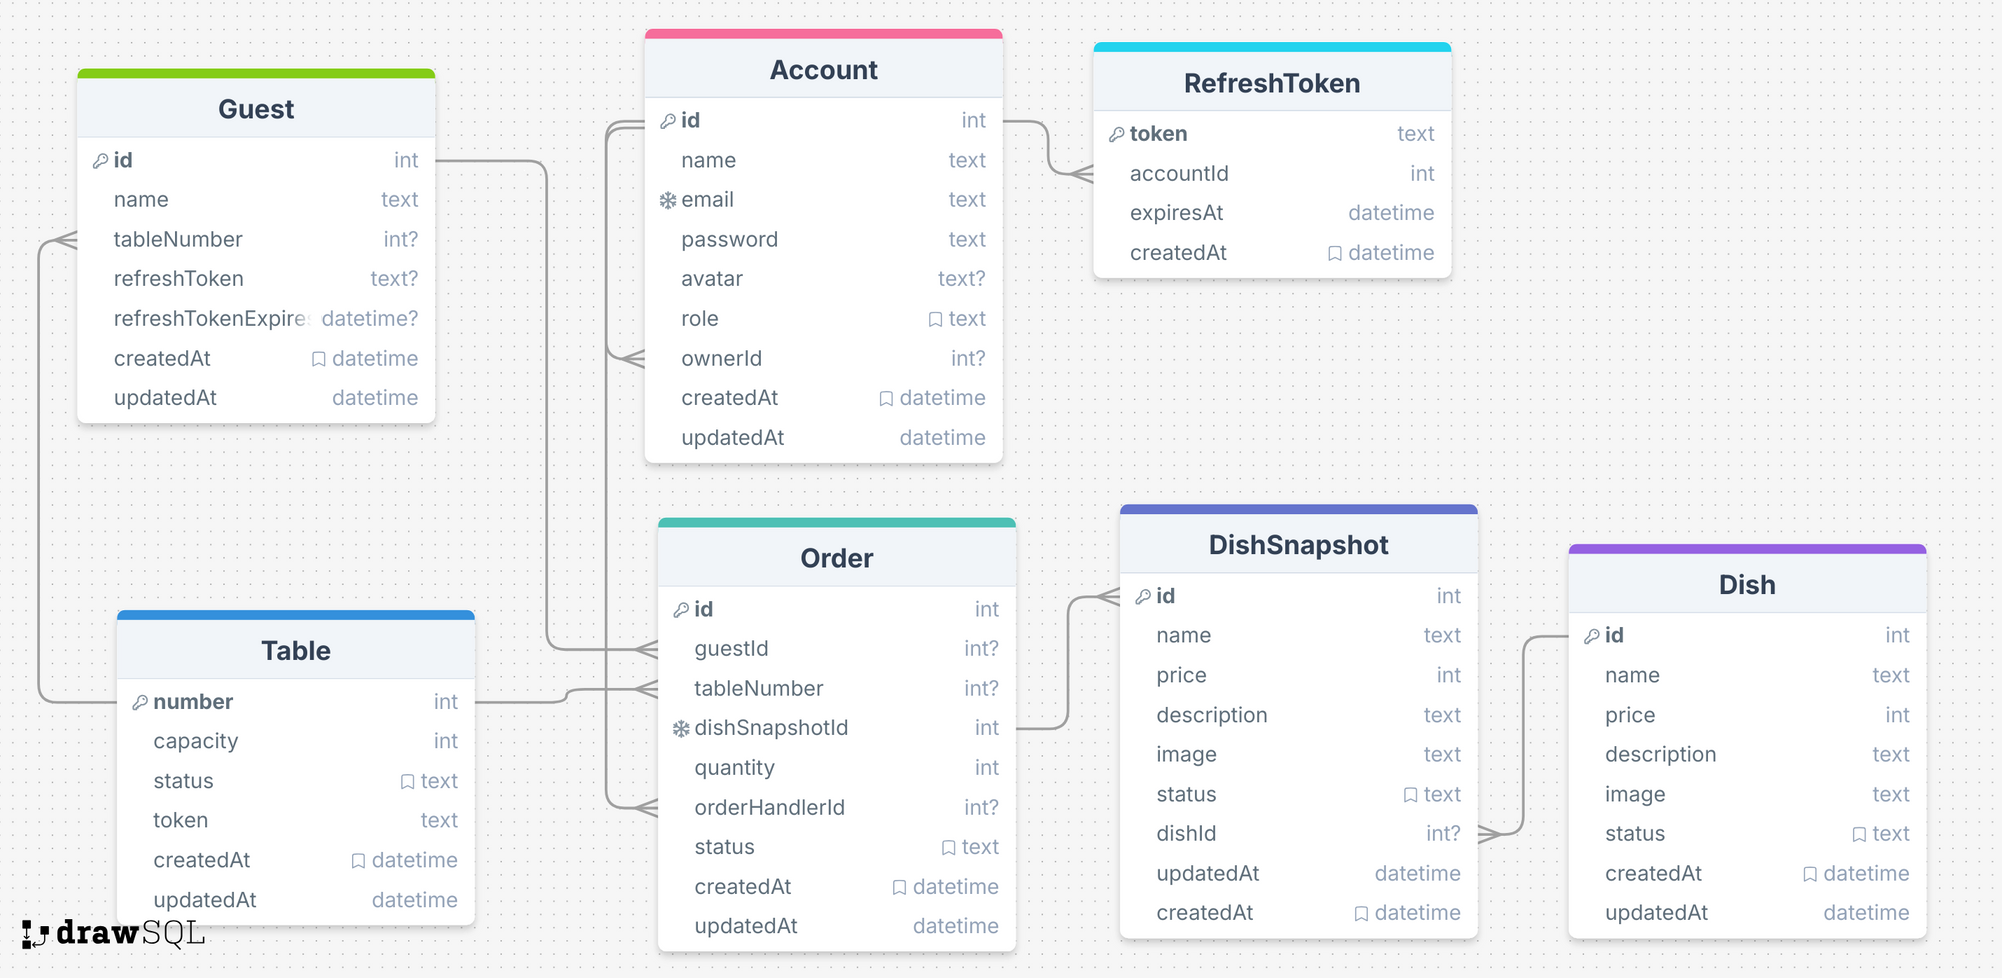 Guest
id int
name text
tableNumber int?
refreshToken text?
refreshTokenExpires datetime?
createdAt datetime
updatedAt datetime
Account
id int
name text
email text
password text
avatar text?
role text
ownerId int?
createdAt datetime
updatedAt datetime
RefreshToken
token text
accountId int
expiresAt datetime
createdAt datetime
Table
number int
capacity int
status text
token text
createdAt datetime
updatedAt datetime
Order
id int
guestId int?
tableNumber int?
dishSnapshotId int
quantity int
orderHandlerId int?
status text
createdAt datetime
updatedAt datetime
DishSnapshot
id int
name text
price int
description text
image text
status text
dishId int?
updatedAt datetime
createdAt datetime
Dish
id int
name text
price int
description text
image text
status text
createdAt datetime
updatedAt datetime
drawSQL